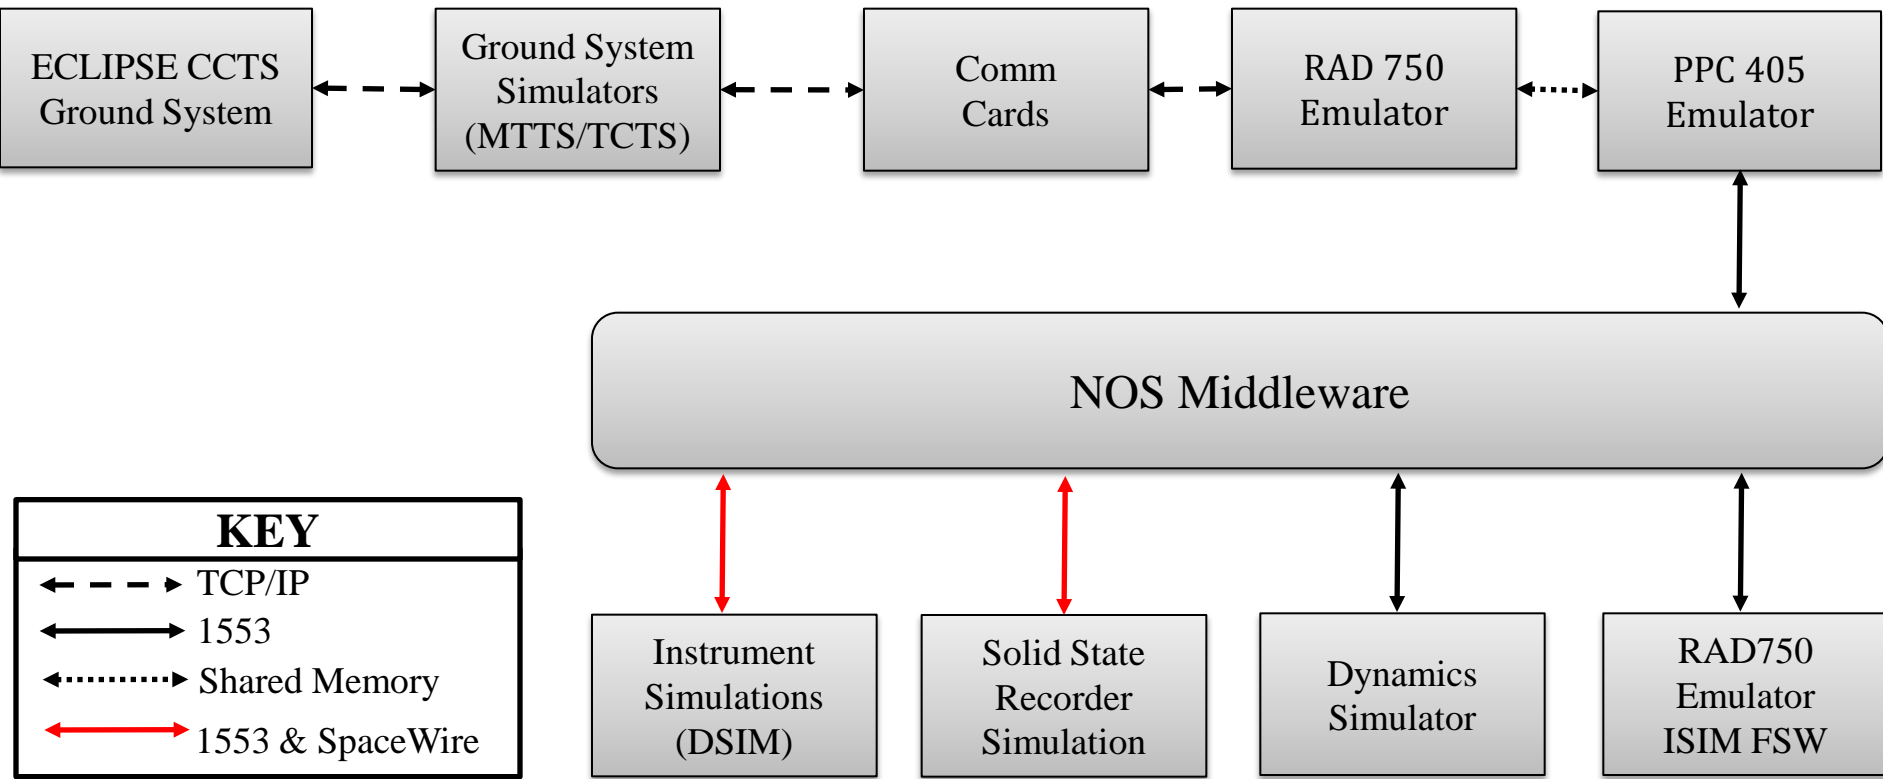 ECLIPSE CCTS
Ground System
Ground System
Simulators
(MTTS/TCTS)
Comm
Cards
RAD 750
Emulator
PPC 405
Emulator
NOS Middleware
KEY
TCP/IP
1553
Shared Memory
1553 & SpaceWire
Instrument
Simulations
(DSIM)
Solid State
Recorder
Simulation
Dynamics
Simulator
RAD750
Emulator
ISIM FSW